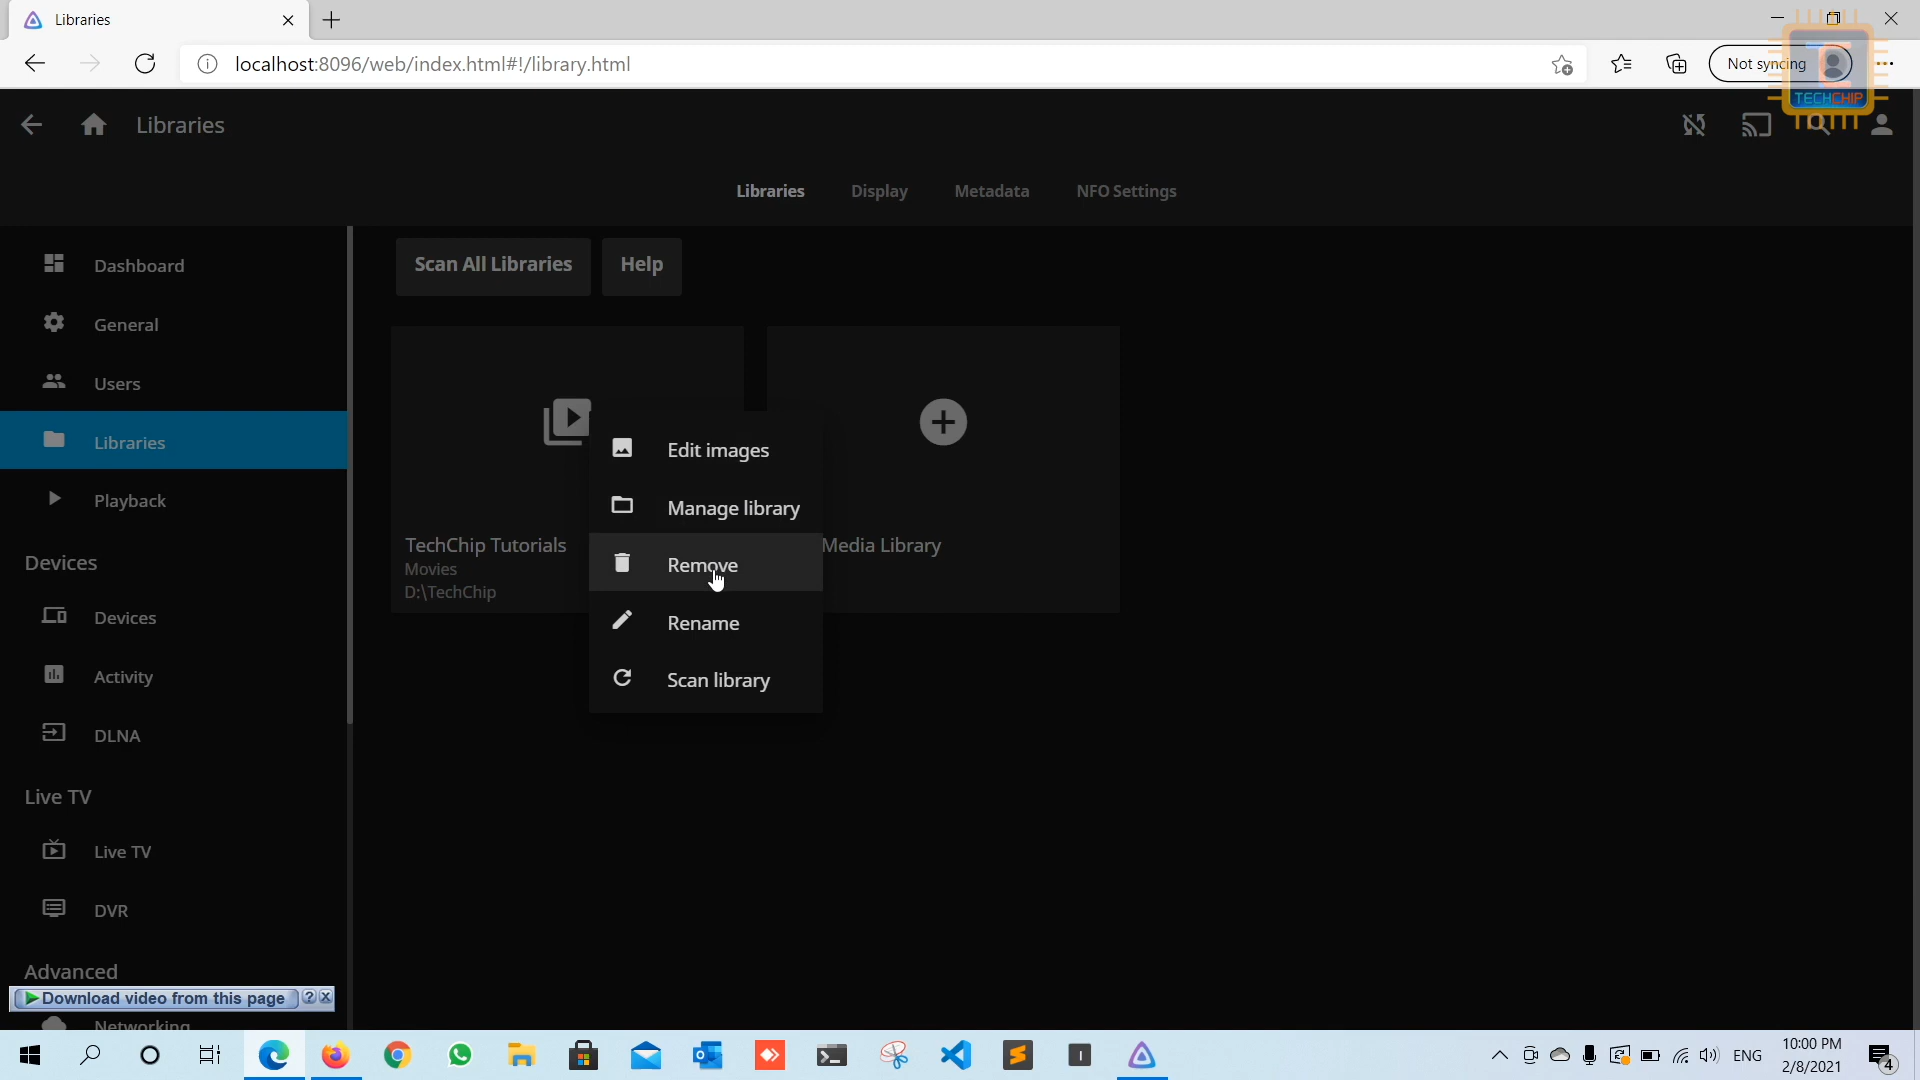 Libraries
localhost:8096/web/index.html#!/library.html
Not syncing
TECHCHIP
Libraries
Libraries
Display
Metadata
NFO Settings
Dashboard
General
Users
Libraries
Playback
Devices
Devices
Activity
DLNA
Live TV
Live TV
DVR
Advanced
Networking
Download video from this page
?
Scan All Libraries
Help
TechChip Tutorials
Movies
D:\TechChip
Media Library
Edit images
Manage library
Remove
Rename
Scan library
ENG
10:00 PM
2/8/2021
4